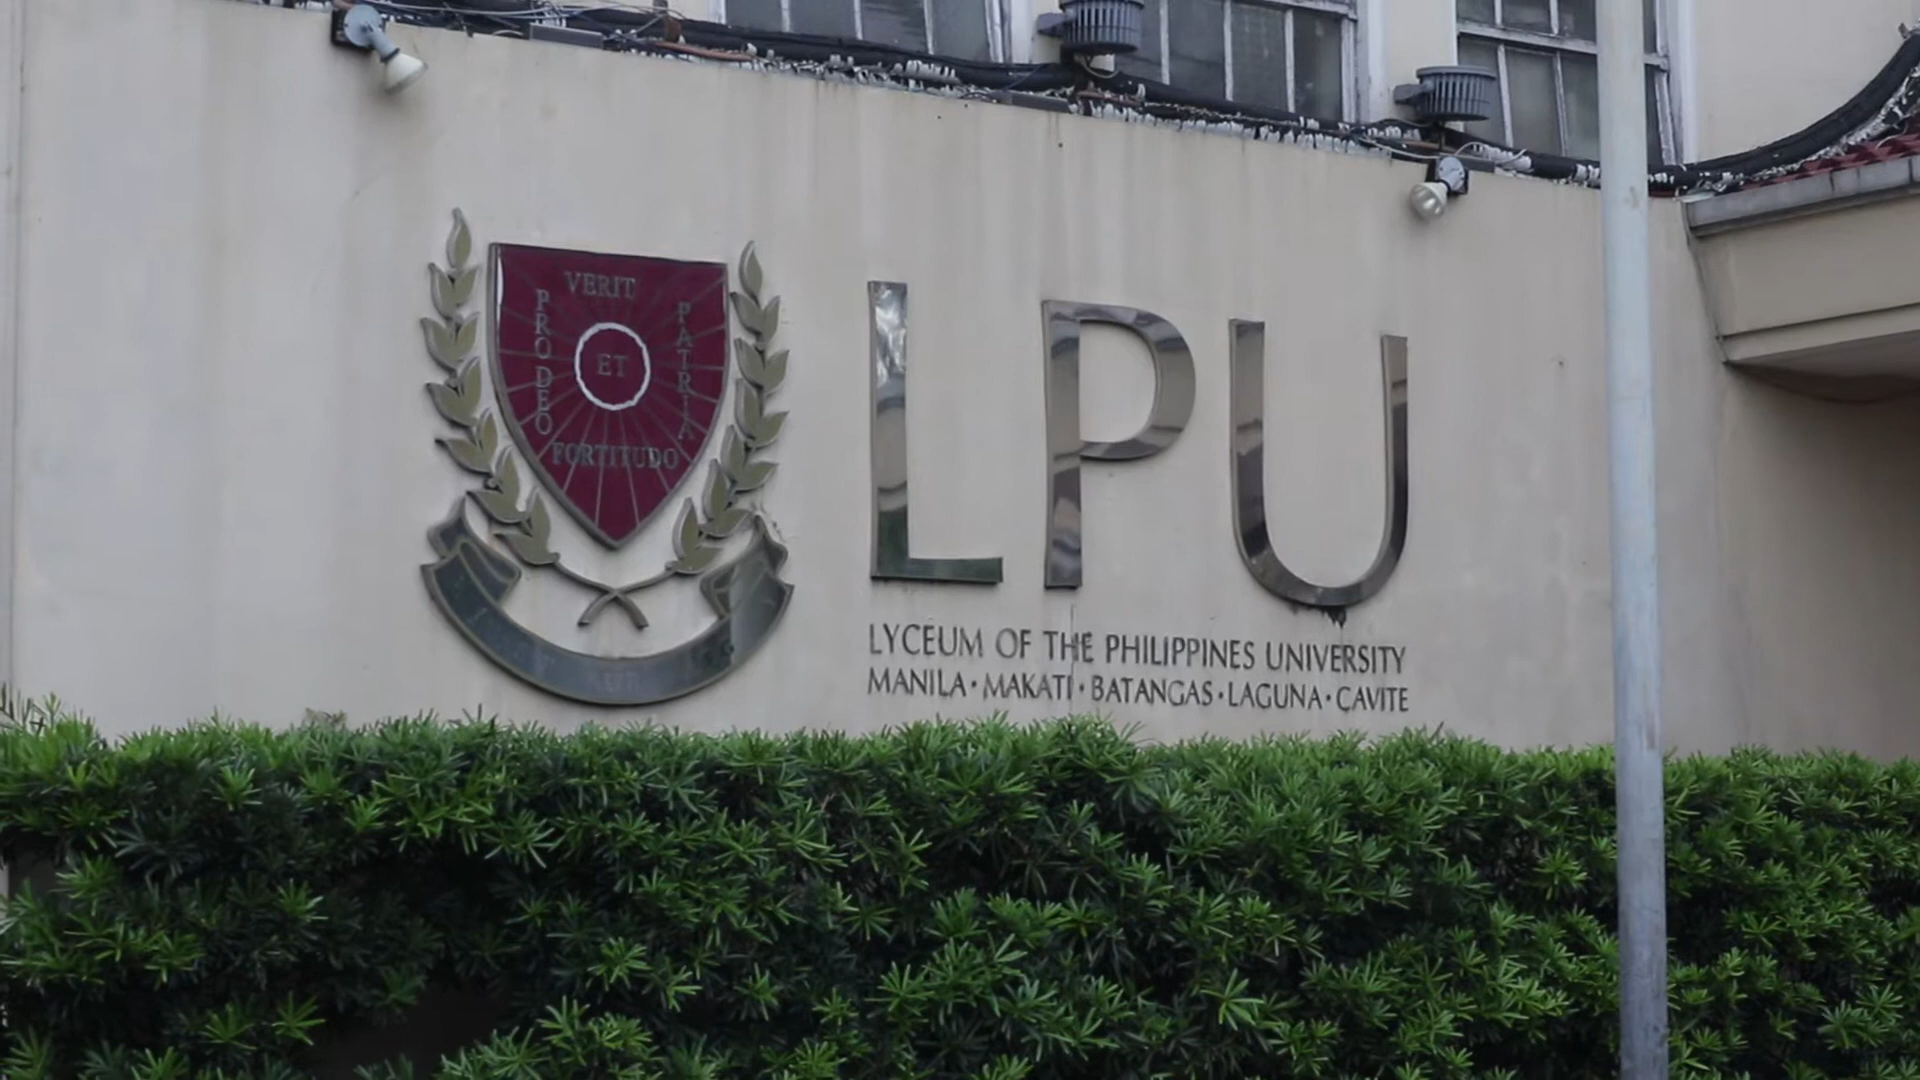 VERIT
PRO DEO
PATRIA
ET
FORTITUDO
LPU
LYCEUM OF THE PHILIPPINES UNIVERSITY
MANILA · MAKATI · BATANGAS · LAGUNA · CAVITE